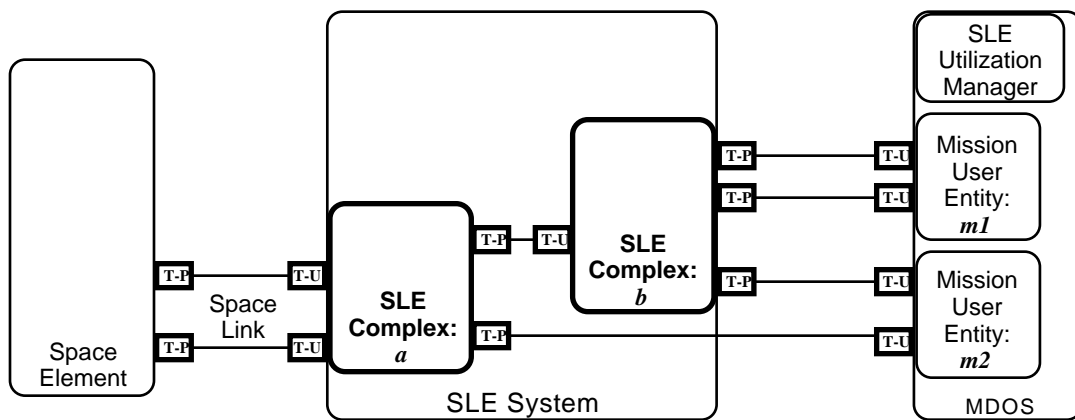 SLE
Utilization
Manager
T-P
T-U
Mission
User
Entity:
m1
T-P
T-U
T-P
T-U
SLE
Complex:
b
T-P
T-U
Mission
User
Entity:
m2
T-P
T-U
T-P
T-U
Space
Link
T-P
T-U
SLE
Complex:
a
T-P
T-U
Space
Element
SLE System
MDOS